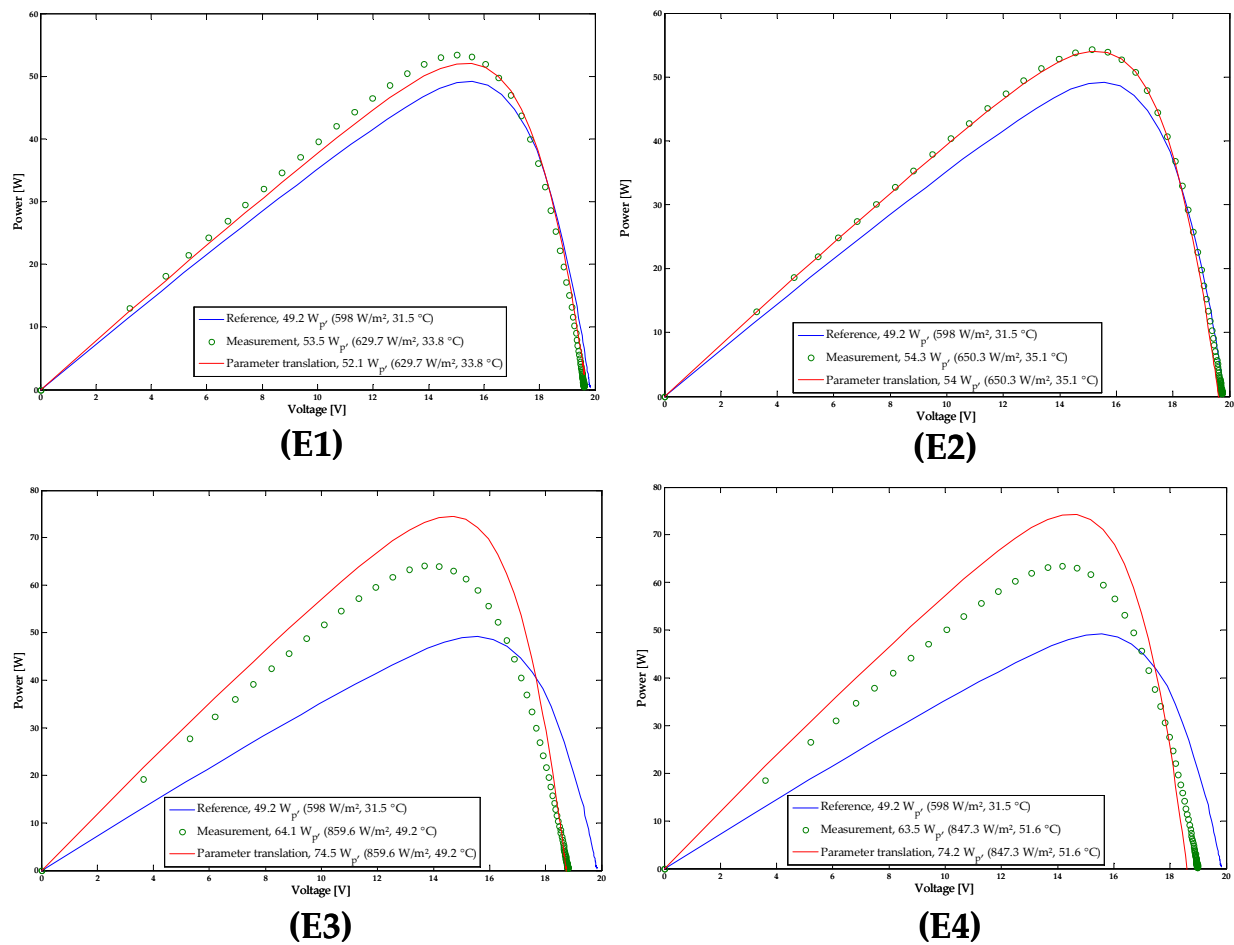 60
50
40
30
20
10
0
Power [W]
Reference, 49.2 Wp, (598 W/m², 31.5 °C)
Measurement, 53.5 Wp, (629.7 W/m², 33.8 °C)
Parameter translation, 52.1 Wp, (629.7 W/m², 33.8 °C)
0 2 4 6 8 10 12 14 16 18 20
Voltage [V]
(E1)
60
50
40
30
20
10
0
Power [W]
Reference, 49.2 Wp, (598 W/m², 31.5 °C)
Measurement, 54.3 Wp, (650.3 W/m², 35.1 °C)
Parameter translation, 54 Wp, (650.3 W/m², 35.1 °C)
0 2 4 6 8 10 12 14 16 18 20
Voltage [V]
(E2)
80
70
60
50
40
30
20
10
0
Power [W]
Reference, 49.2 Wp, (598 W/m², 31.5 °C)
Measurement, 64.1 Wp, (859.6 W/m², 49.2 °C)
Parameter translation, 74.5 Wp, (859.6 W/m², 49.2 °C)
0 2 4 6 8 10 12 14 16 18 20
Voltage [V]
(E3)
80
70
60
50
40
30
20
10
0
Power [W]
Reference, 49.2 Wp, (598 W/m², 31.5 °C)
Measurement, 63.5 Wp, (847.3 W/m², 51.6 °C)
Parameter translation, 74.2 Wp, (847.3 W/m², 51.6 °C)
0 2 4 6 8 10 12 14 16 18 20
Voltage [V]
(E4)